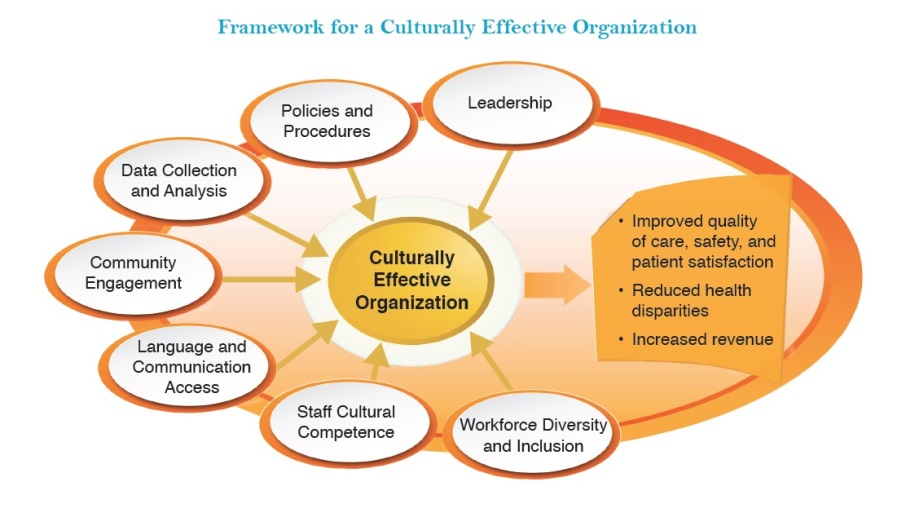 Framework for a Culturally Effective Organization
Leadership
Policies and
Procedures
Data Collection
and Analysis
Community
Engagement
Language and
Communication
Access
Staff Cultural
Competence
Workforce Diversity
and Inclusion
Culturally
Effective
Organization
• Improved quality
of care, safety, and
patient satisfaction
• Reduced health
disparities
• Increased revenue